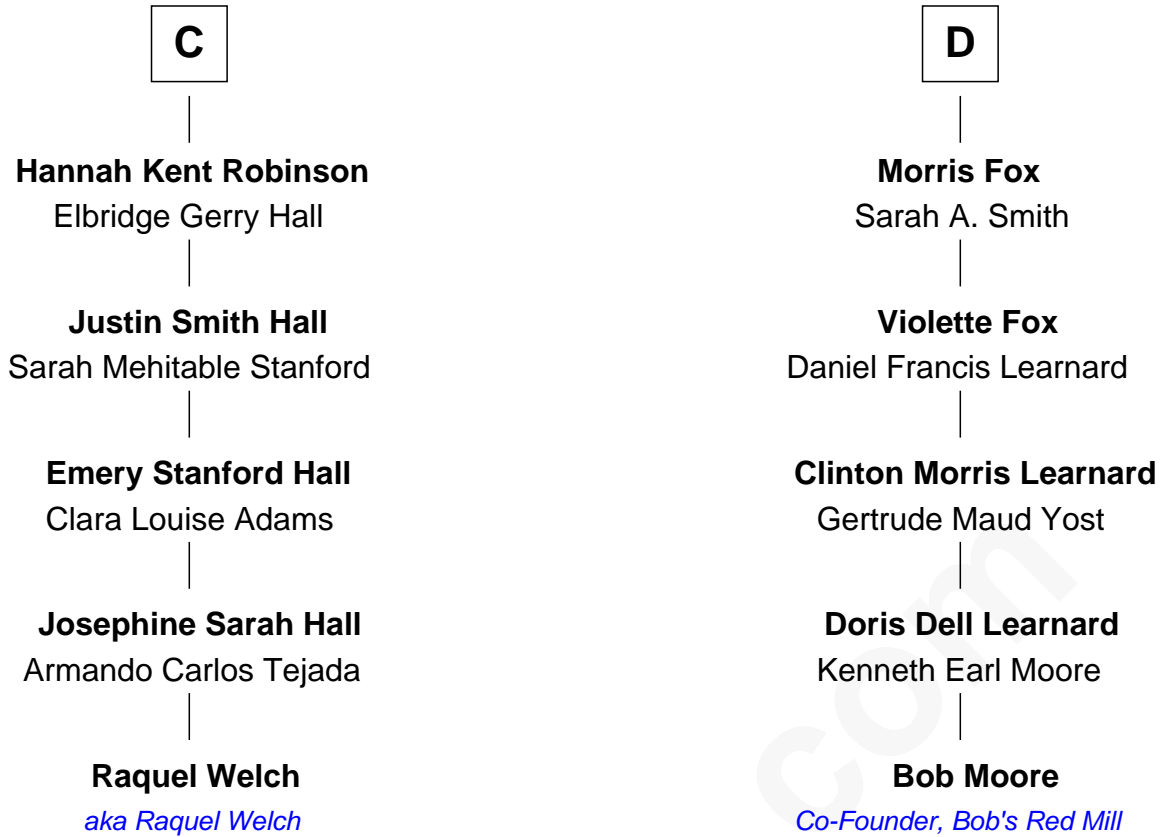 C
Hannah Kent Robinson
Elbridge Gerry Hall
Justin Smith Hall
Sarah Mehitable Stanford
Emery Stanford Hall
Clara Louise Adams
Josephine Sarah Hall
Armando Carlos Tejada
Raquel Welch
aka Raquel Welch
D
Morris Fox
Sarah A. Smith
Violette Fox
Daniel Francis Learnard
Clinton Morris Learnard
Gertrude Maud Yost
Doris Dell Learnard
Kenneth Earl Moore
Bob Moore
Co-Founder, Bob's Red Mill
com